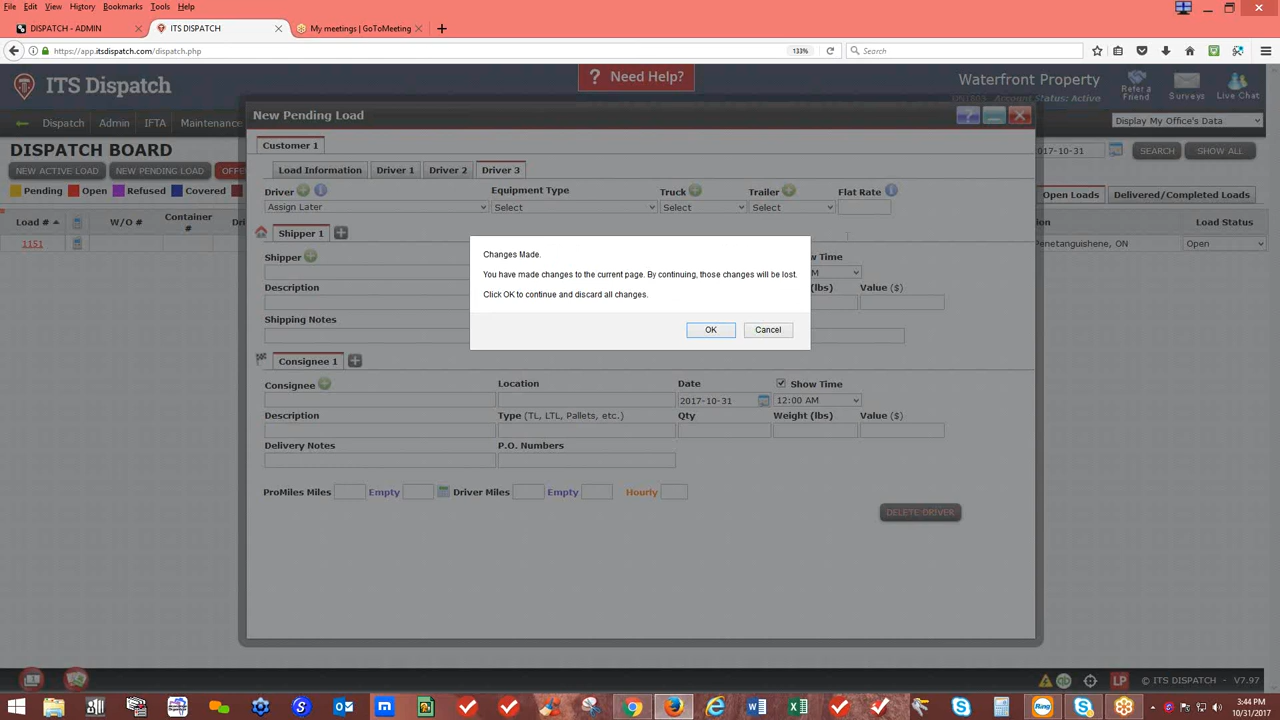 File Edit View History Bookmarks Tools Help
DISPATCH - ADMIN ITS DISPATCH My meetings | GoToMeeting
https://app.itsdispatch.com/dispatch.php 133% Search
ITS Dispatch ? Need Help? Waterfront Property
Account Status: Active
Refer a Friend Surveys Live Chat
Dispatch Admin IFTA Maintenance Display My Office's Data
New Pending Load
DISPATCH BOARD 2017-10-31 SEARCH SHOW ALL
NEW ACTIVE LOAD NEW PENDING LOAD
Pending Open Refused Covered Open Loads Delivered/Completed Loads
Load # W/O # Container # Load Status
1151 Penetanguishene, ON Open
Customer 1
Load Information Driver 1 Driver 2 Driver 3
Driver Equipment Type Truck Trailer Flat Rate
Assign Later Select Select Select
Shipper 1
Shipper Time
Description (lbs) Value ($)
Shipping Notes
Changes Made.
You have made changes to the current page. By continuing, those changes will be lost.
Click OK to continue and discard all changes.
OK Cancel
Consignee 1
Consignee Location Date Show Time
2017-10-31 12:00 AM
Description Type (TL, LTL, Pallets, etc.) Qty Weight (lbs) Value ($)
Delivery Notes P.O. Numbers
ProMiles Miles Empty Driver Miles Empty Hourly
DELETE DRIVER
LP © ITS DISPATCH - V7.97
3:44 PM
10/31/2017